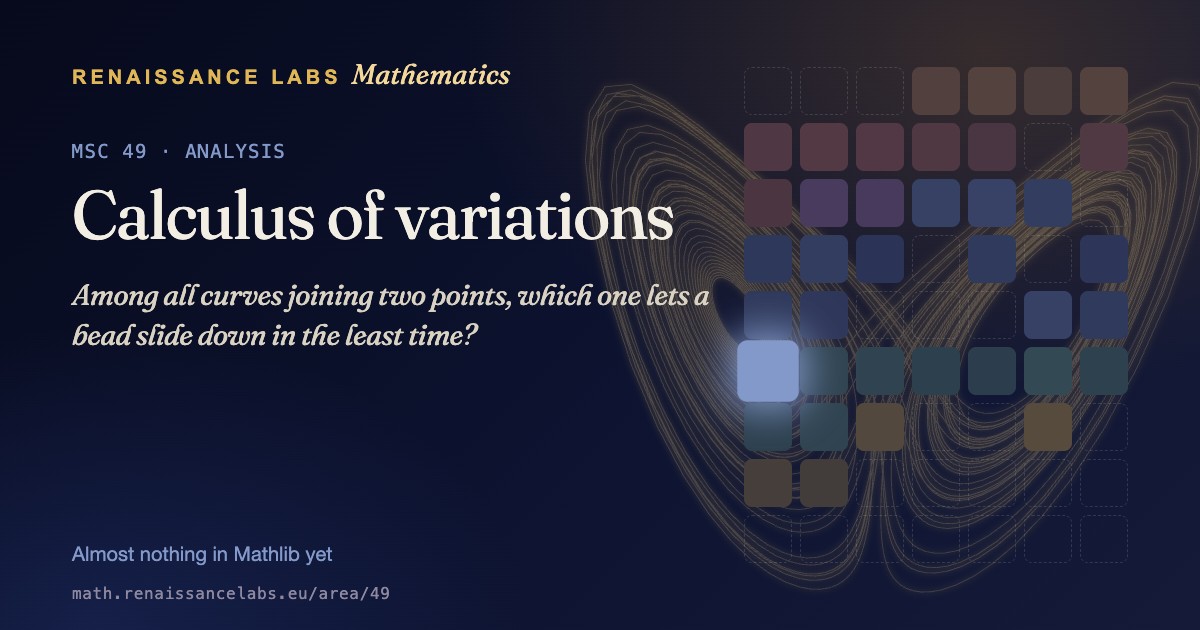 RENAISSANCE LABS Mathematics
MSC 49 · ANALYSIS
Calculus of variations
Among all curves joining two points, which one lets a
bead slide down in the least time?
Almost nothing in Mathlib yet
math.renaissancelabs.eu/area/49